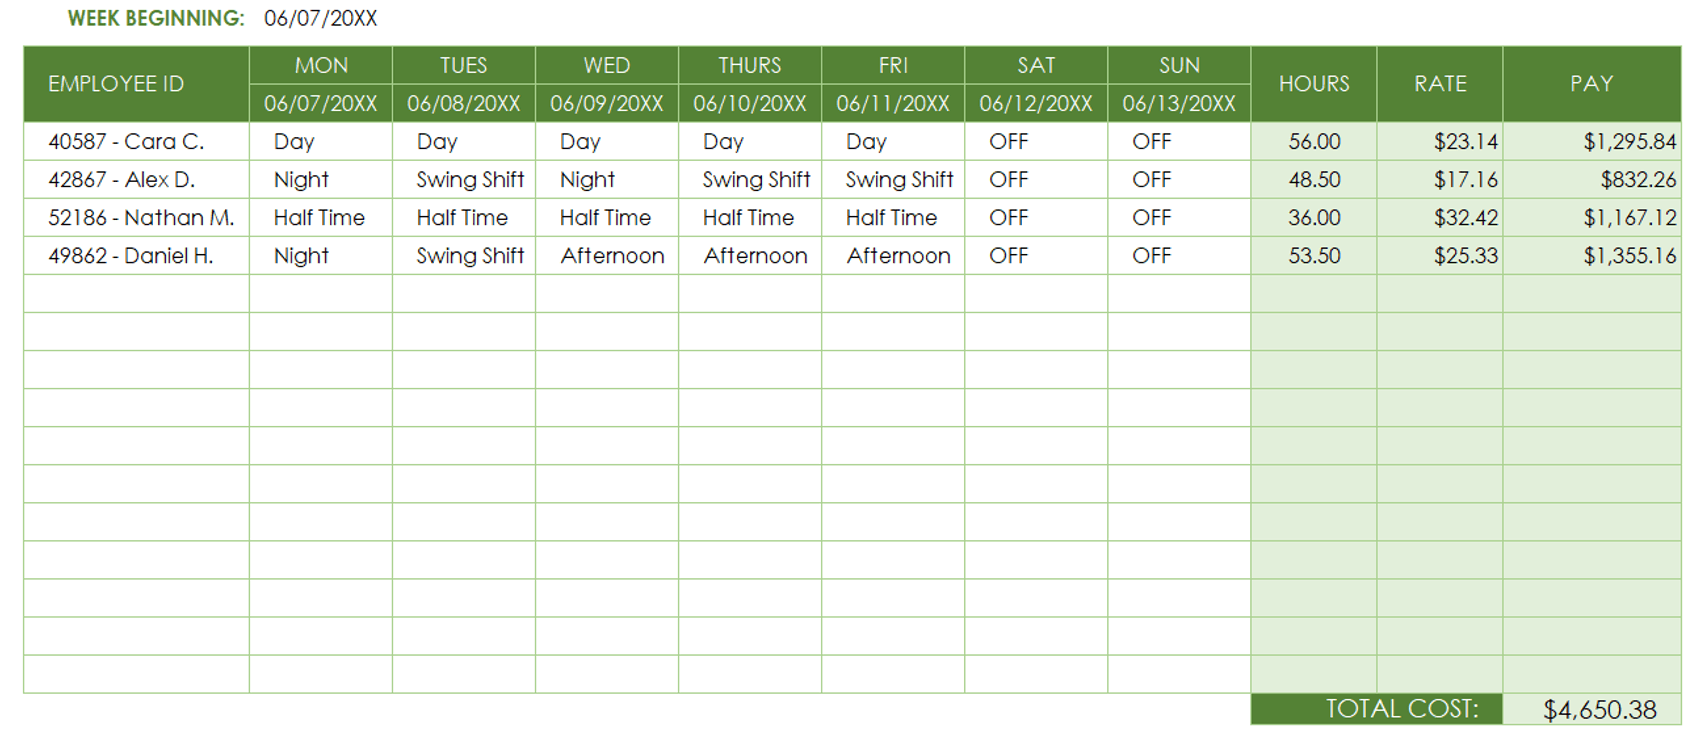 WEEK BEGINNING: 06/07/20XX
EMPLOYEE ID MON TUES WED THURS FRI SAT SUN HOURS RATE PAY
06/07/20XX 06/08/20XX 06/09/20XX 06/10/20XX 06/11/20XX 06/12/20XX 06/13/20XX
40587 - Cara C. Day Day Day Day Day OFF OFF 56.00 $23.14 $1,295.84
42867 - Alex D. Night Swing Shift Night Swing Shift Swing Shift OFF OFF 48.50 $17.16 $832.26
52186 - Nathan M. Half Time Half Time Half Time Half Time Half Time OFF OFF 36.00 $32.42 $1,167.12
49862 - Daniel H. Night Swing Shift Afternoon Afternoon Afternoon OFF OFF 53.50 $25.33 $1,355.16
TOTAL COST: $4,650.38